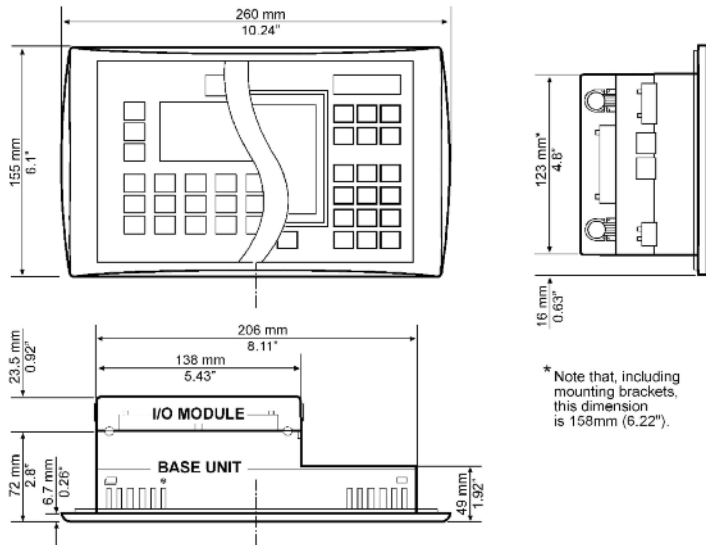 260 mm
10.24"
155 mm
6.1"
123 mm*
4.8"
16 mm
0.63"
206 mm
8.11"
138 mm
5.43"
23.5 mm
0.92"
I/O MODULE
BASE UNIT
72 mm
2.8"
6.7 mm
0.26"
49 mm
1.92"
* Note that, including
mounting brackets,
this dimension
is 158mm (6.22").